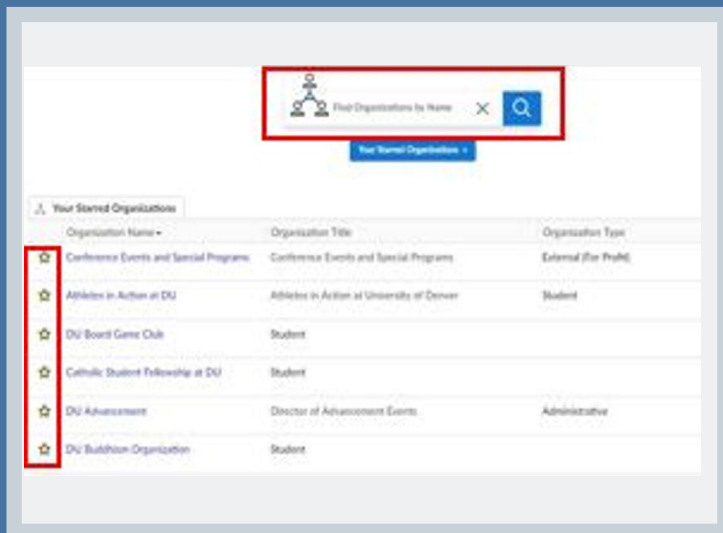 Find Organizations by Name
Your Starred Organizations
Your Starred Organizations
Organization Name Organization Title Organization Type
Conference Events and Special Programs Conference Events and Special Programs External (For Profit)
Athletes in Action at DU Athletes in Action at University of Denver Student
DU Board Game Club Student
Catholic Student Fellowship at DU Student
DU Advancement Director of Advancement Events Administrative
DU Buddhism Organization Student